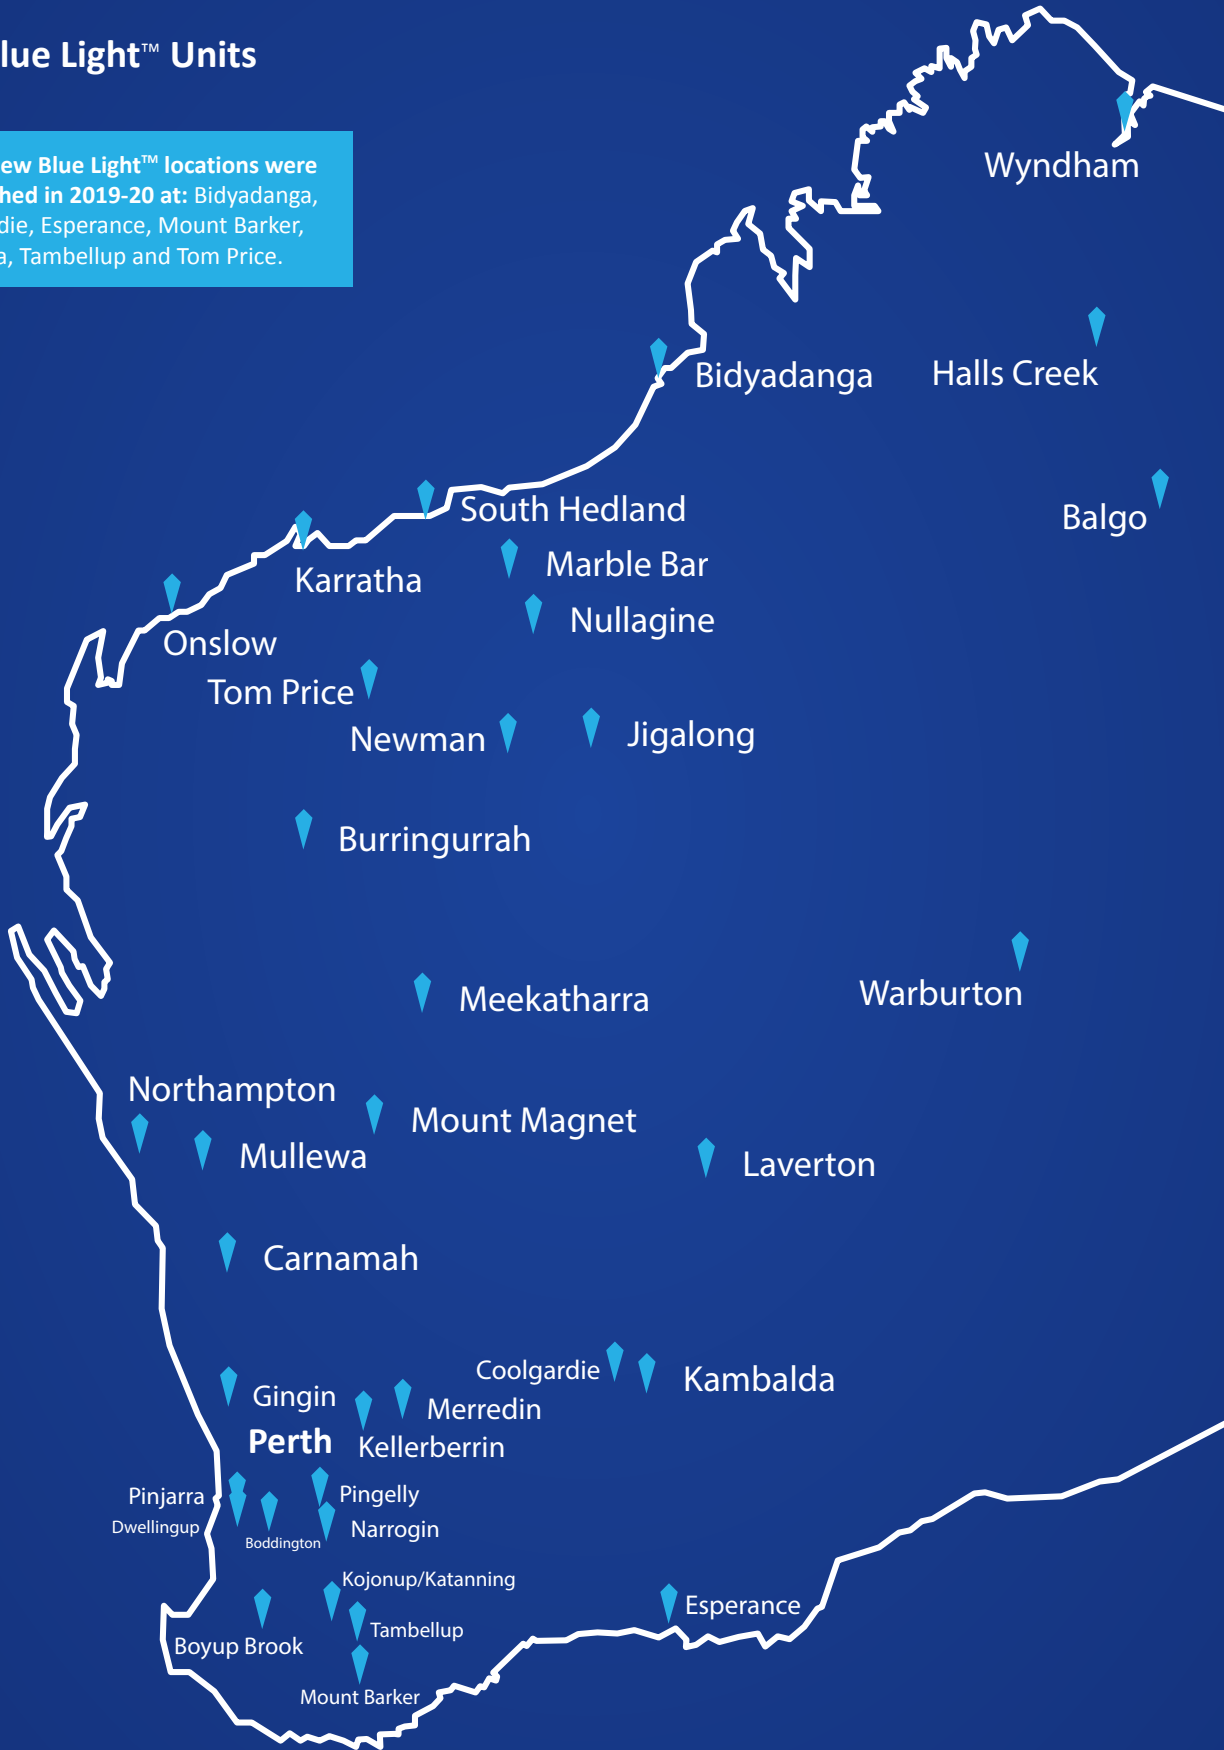 lue Light™ Units
ew Blue Light™ locations were
hed in 2019-20 at: Bidyadanga,
die, Esperance, Mount Barker,
a, Tambellup and Tom Price.
Wyndham
Bidyadanga
Halls Creek
South Hedland
Balgo
Marble Bar
Karratha
Nullagine
Onslow
Tom Price
Newman
Jigalong
Burringurrah
Meekatharra
Warburton
Northampton
Mount Magnet
Mullewa
Laverton
Carnamah
Coolgardie
Kambalda
Gingin
Merredin
Perth
Kellerberrin
Pinjarra
Pingelly
Dwellingup
Narrogin
Boddington
Kojonup/Katanning
Esperance
Tambellup
Boyup Brook
Mount Barker